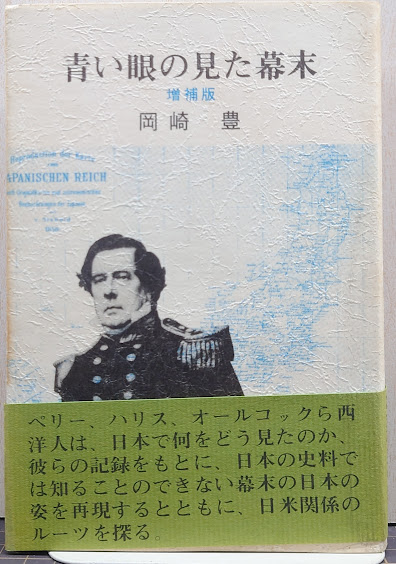 青い眼の見た幕末
増補版
岡崎 豊
Reproduction der Karte
APANISCHEN REICH
ペリー、ハリス、オールコックら西
洋人は、日本で何をどう見たのか、
彼らの記録をもとに、日本の史料で
は知ることのできない幕末の日本の
姿を再現するとともに、日米関係の
ルーツを探る。